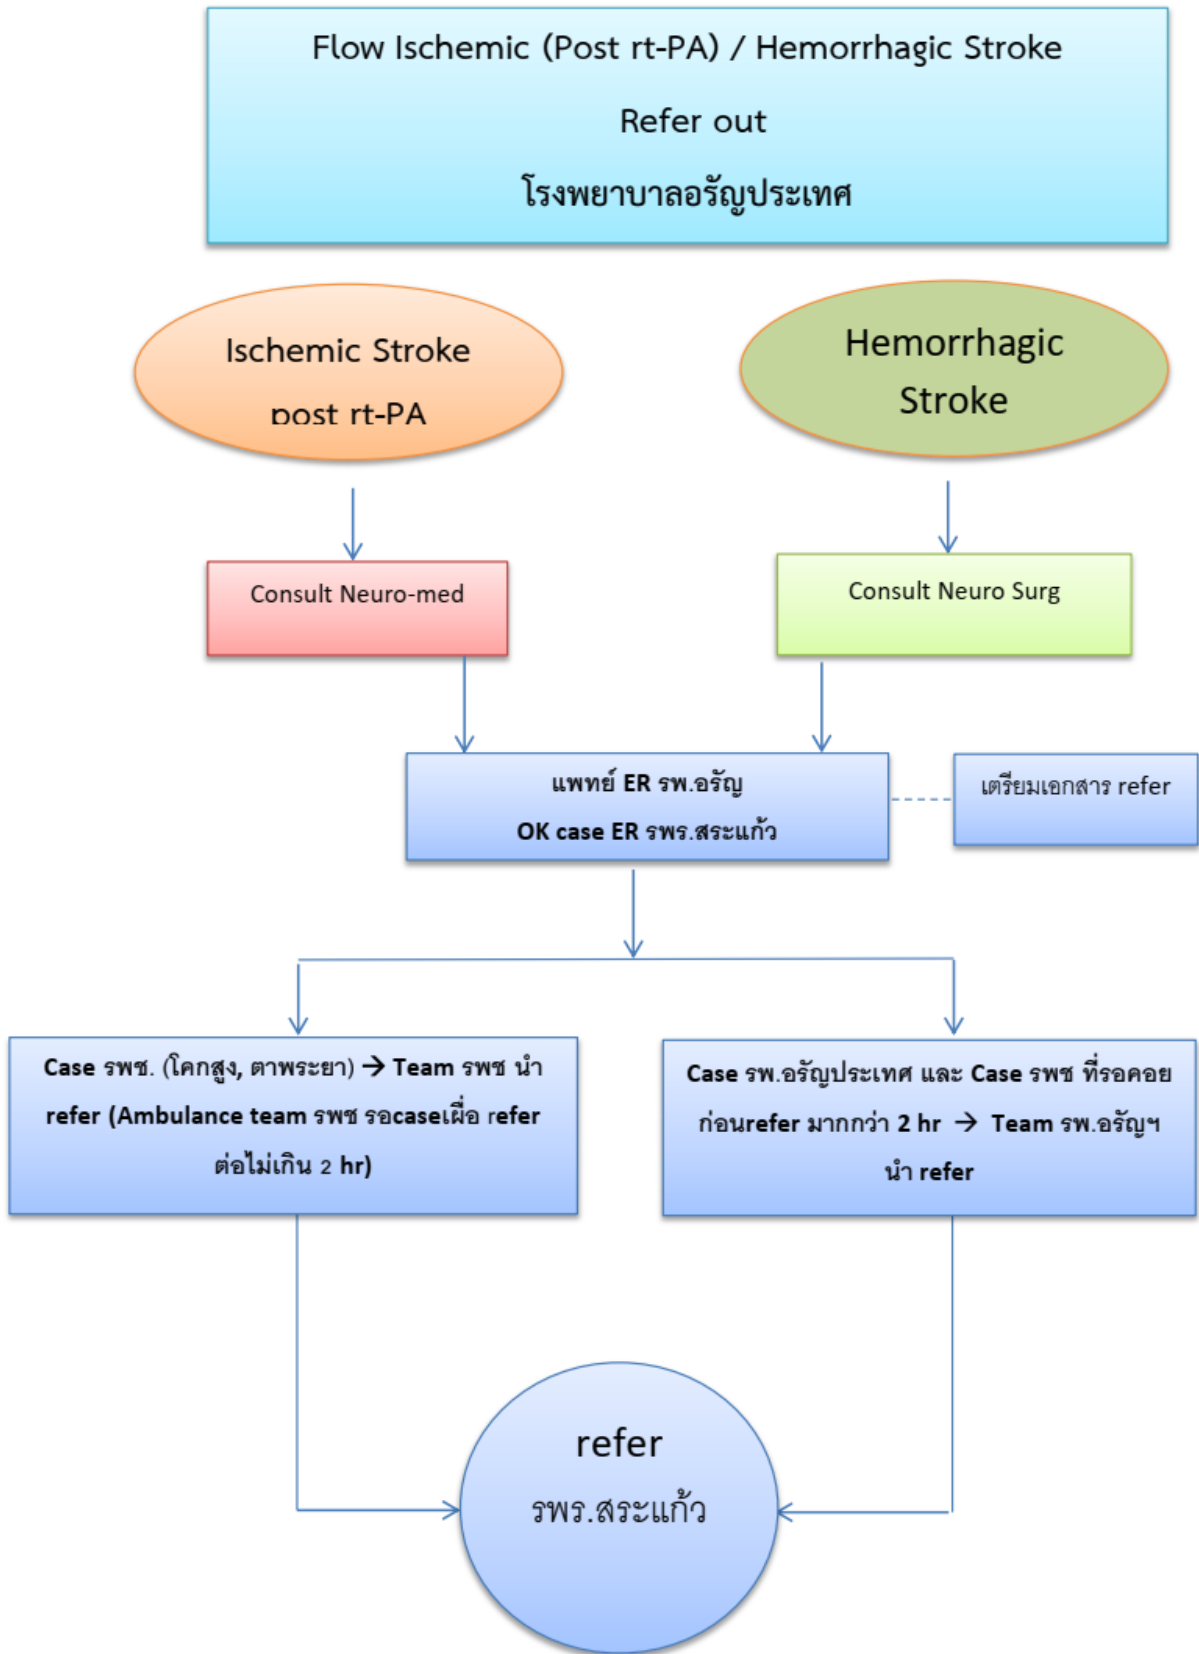 Flow Ischemic (Post rt-PA) / Hemorrhagic Stroke
Refer out
โรงพยาบาลอรัญประเทศ
Ischemic Stroke
post rt-PA
Hemorrhagic
Stroke
Consult Neuro-med
Consult Neuro Surg
แพทย์ ER รพ.อรัญ
OK case ER รพร.สระแก้ว
เตรียมเอกสาร refer
Case รพช. (โคกสูง, ตาพระยา) → Team รพช นำ
refer (Ambulance team รพช รอcaseเผื่อ refer
ต่อไม่เกิน 2 hr)
Case รพ.อรัญประเทศ และ Case รพช ที่รอคอย
ก่อนrefer มากกว่า 2 hr → Team รพ.อรัญฯ
นำ refer
refer
รพร.สระแก้ว